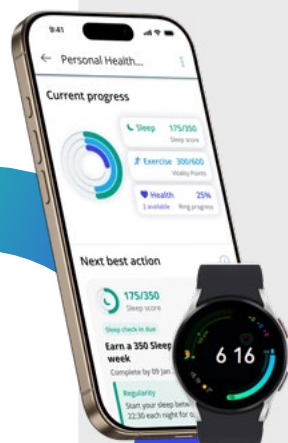 9:41
Personal Health...
Current progress
Sleep 175/350
Sleep score
Exercise 300/600
Vitality Points
Health 25%
2 available Ring progress
Next best action
175/350
Sleep score
Sleep check in due
Earn a 350 Sleep
week
Complete by 09 Jan
Regularity
Start your sleep betw
22:30 each night for
6 16